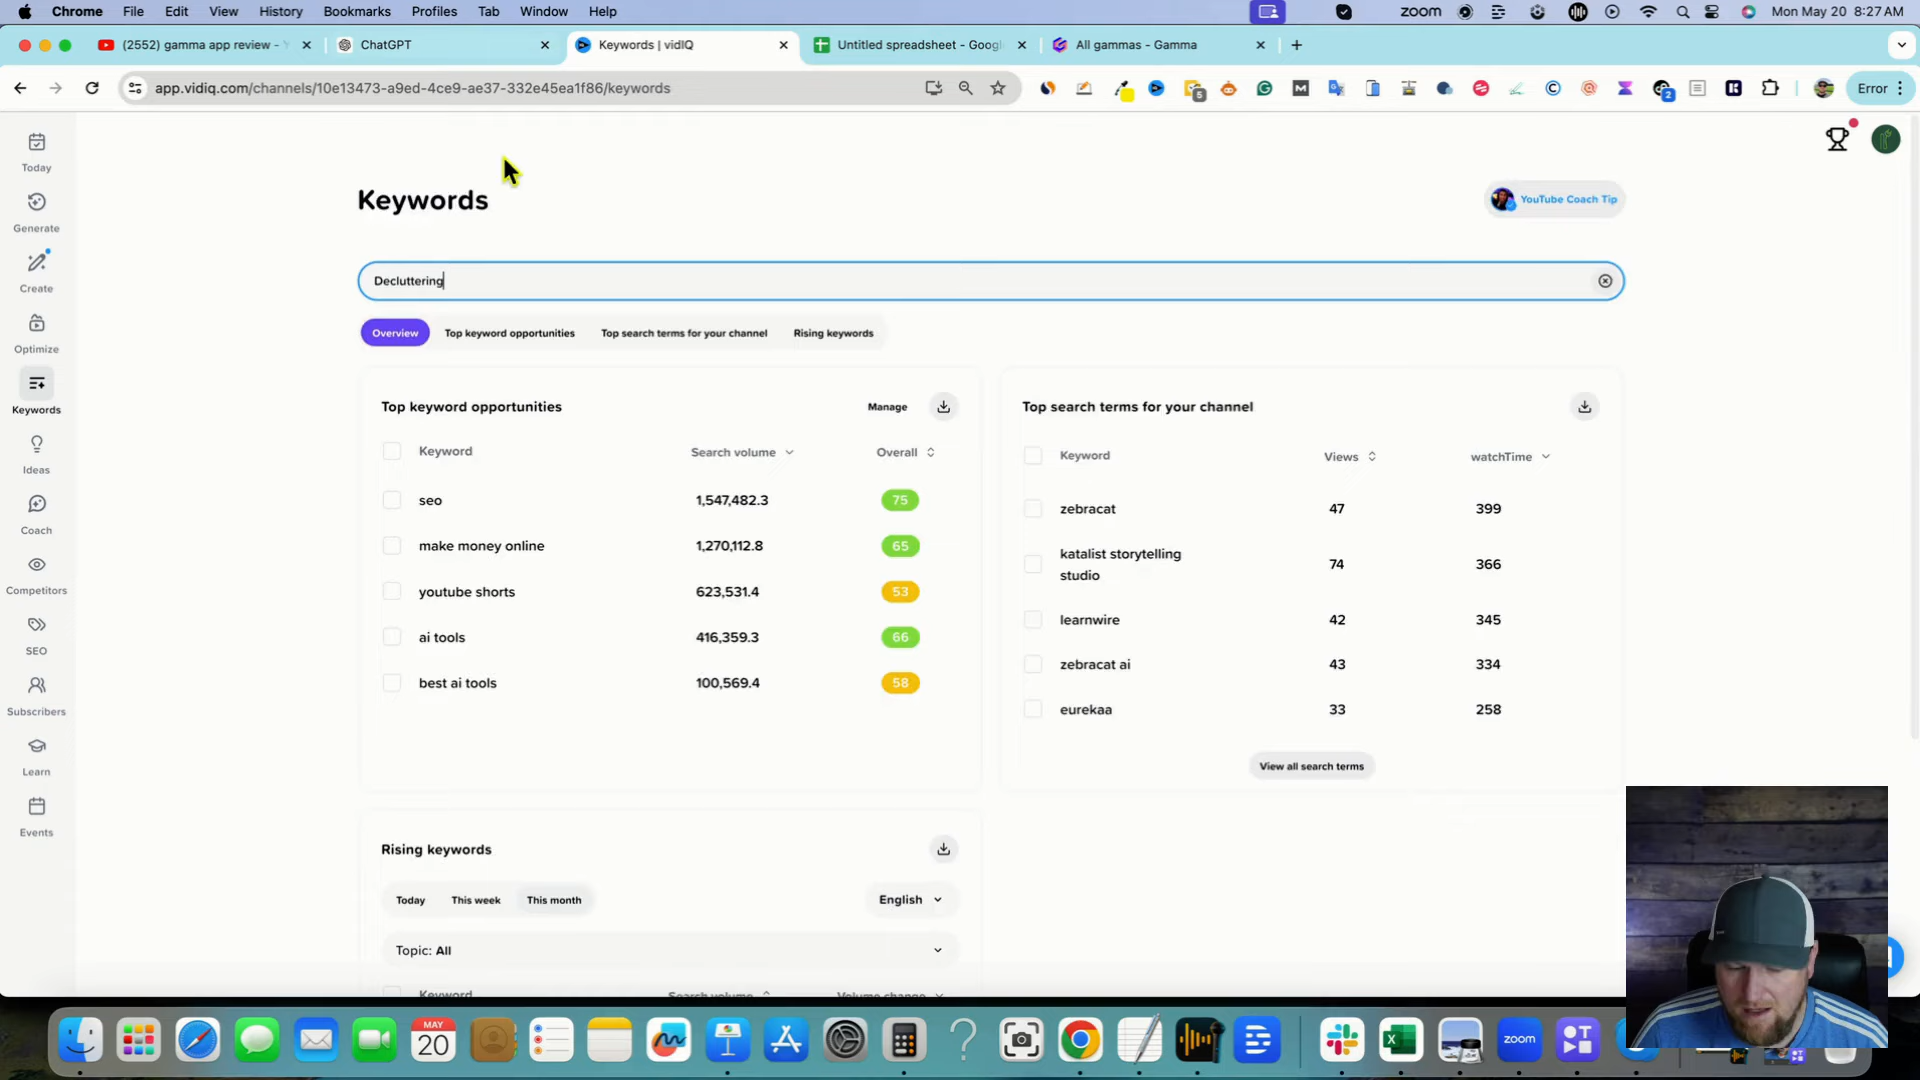 Chrome File Edit View History Bookmarks Profiles Tab Window Help zoom Mon May 20 8:27 AM
(2552) gamma app review - Y ChatGPT Keywords | vidIQ Untitled spreadsheet - Googl All gammas - Gamma
app.vidiq.com/channels/10e13473-a9ed-4ce9-ae37-332e45ea1f86/keywords 5 M 2 K Error
Today
Generate
Create
Optimize
Keywords
Ideas
Coach
Competitors
SEO
Subscribers
Learn
Events
Keywords
YouTube Coach Tip
Decluttering
Overview Top keyword opportunities Top search terms for your channel Rising keywords
Top keyword opportunities Manage
Keyword Search volume Overall
seo 1,547,482.3 75
make money online 1,270,112.8 65
youtube shorts 623,531.4 53
ai tools 416,359.3 66
best ai tools 100,569.4 58
Top search terms for your channel
Keyword Views watchTime
zebracat 47 399
katalist storytelling
studio 74 366
learnwire 42 345
zebracat ai 43 334
eurekaa 33 258
View all search terms
Rising keywords
Today This week This month English
Topic: All
Keyword Search volume Volume change
MAY
20
zoom